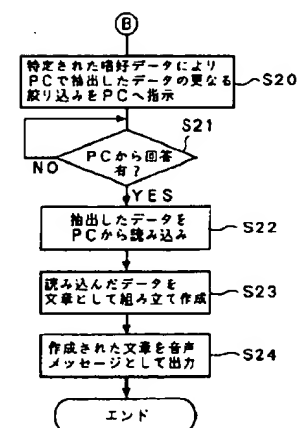 B
特定された嗜好データにより
PCで抽出したデータの更なる
絞り込みをPCへ指示
S20
S21
PCから回答
有?
NO
YES
抽出したデータを
PCから読み込み
S22
読み込んだデータを
文章として組み立て作成
S23
作成された文章を音声
メッセージとして出力
S24
エンド